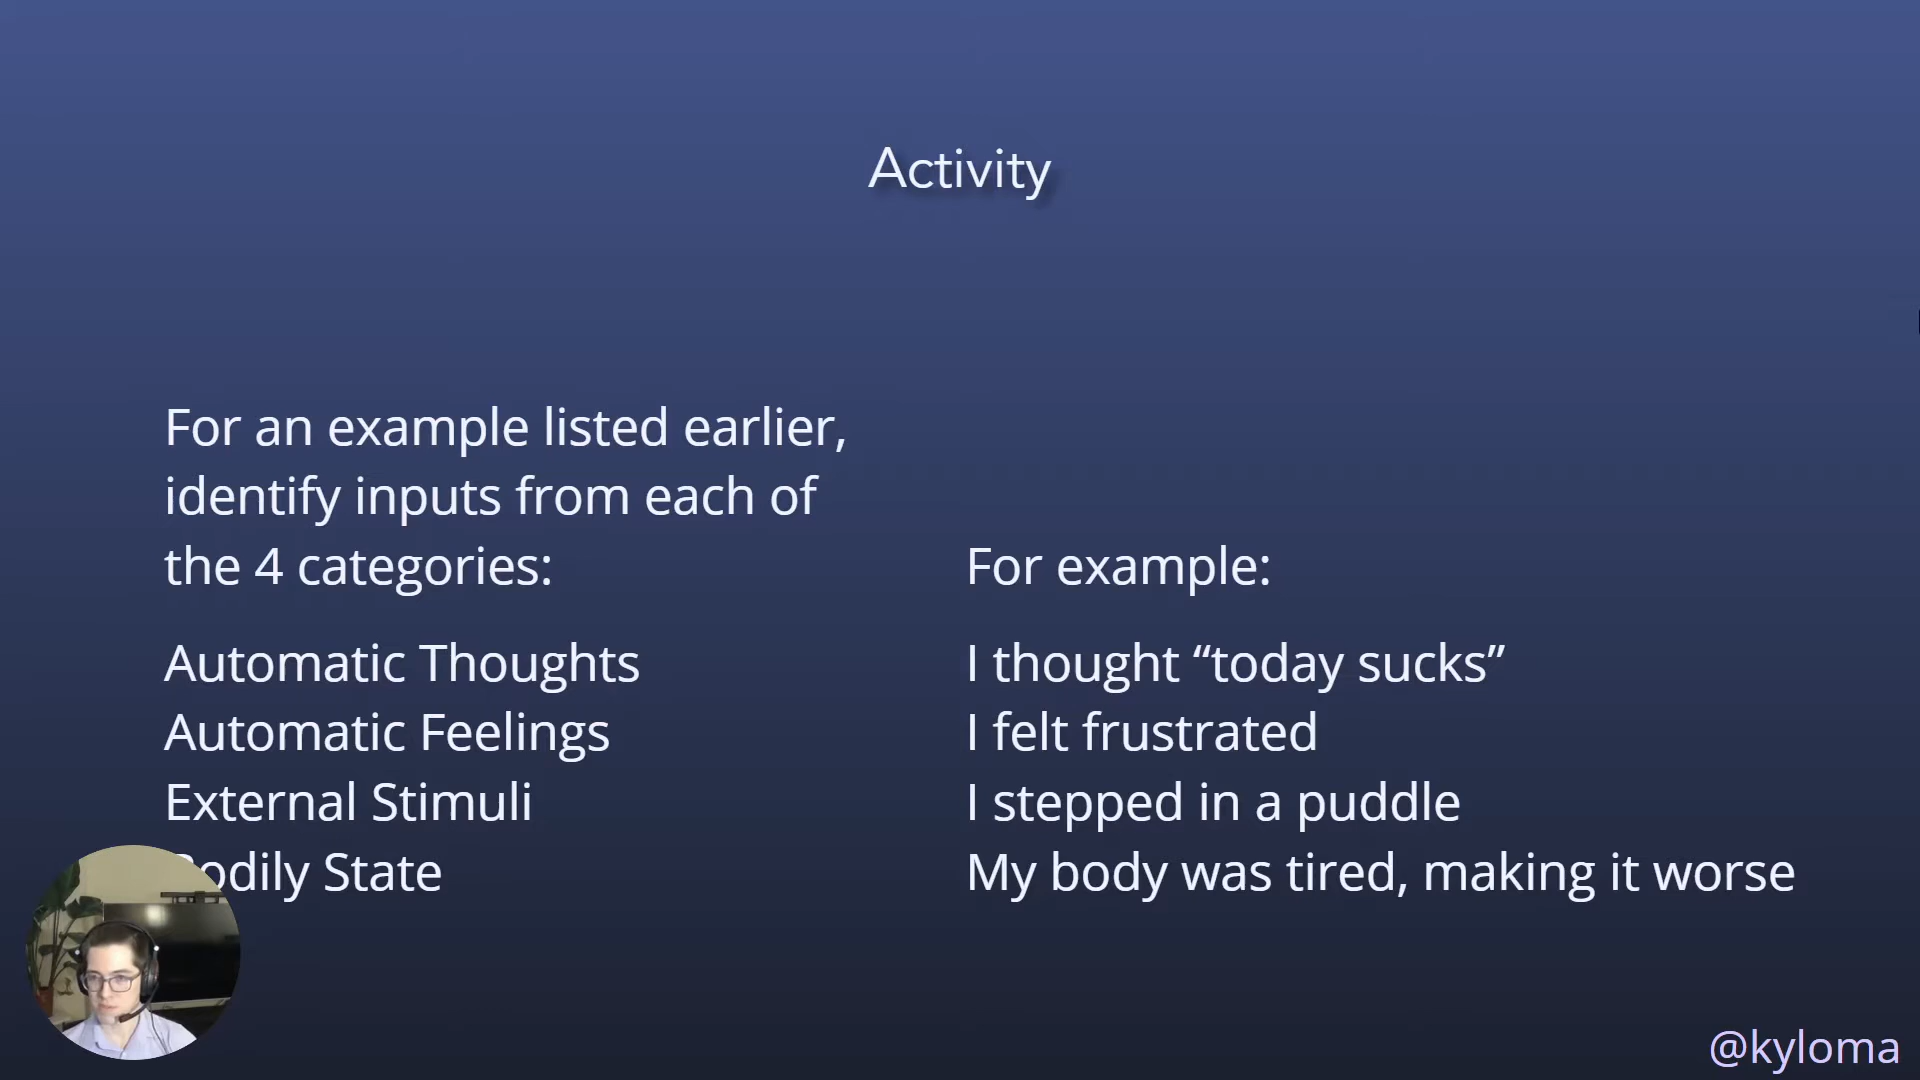 Activity
For an example listed earlier,
identify inputs from each of
the 4 categories:
Automatic Thoughts
Automatic Feelings
External Stimuli
Bodily State
For example:
I thought “today sucks”
I felt frustrated
I stepped in a puddle
My body was tired, making it worse
@kyloma